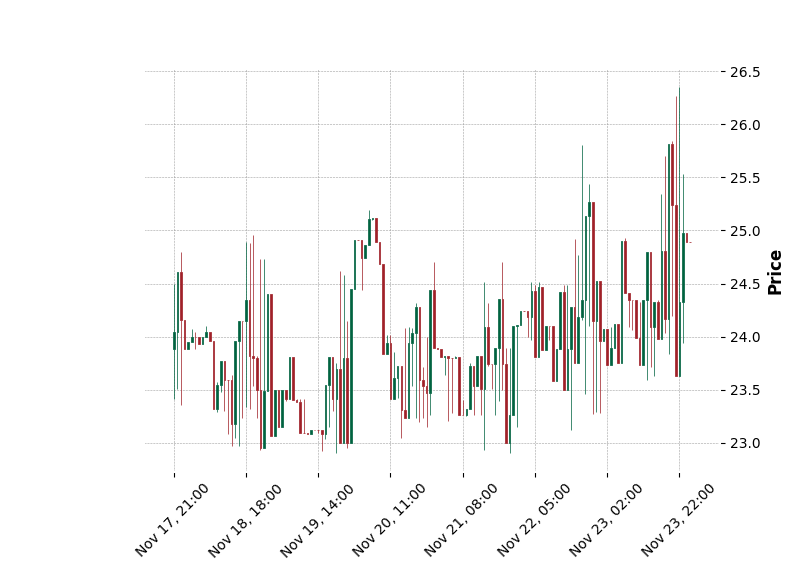 26.5
26.0
25.5
25.0
24.5
24.0
23.5
23.0
Price
Nov 17, 21:00
Nov 18, 18:00
Nov 19, 14:00
Nov 20, 11:00
Nov 21, 08:00
Nov 22, 05:00
Nov 23, 02:00
Nov 23, 22:00